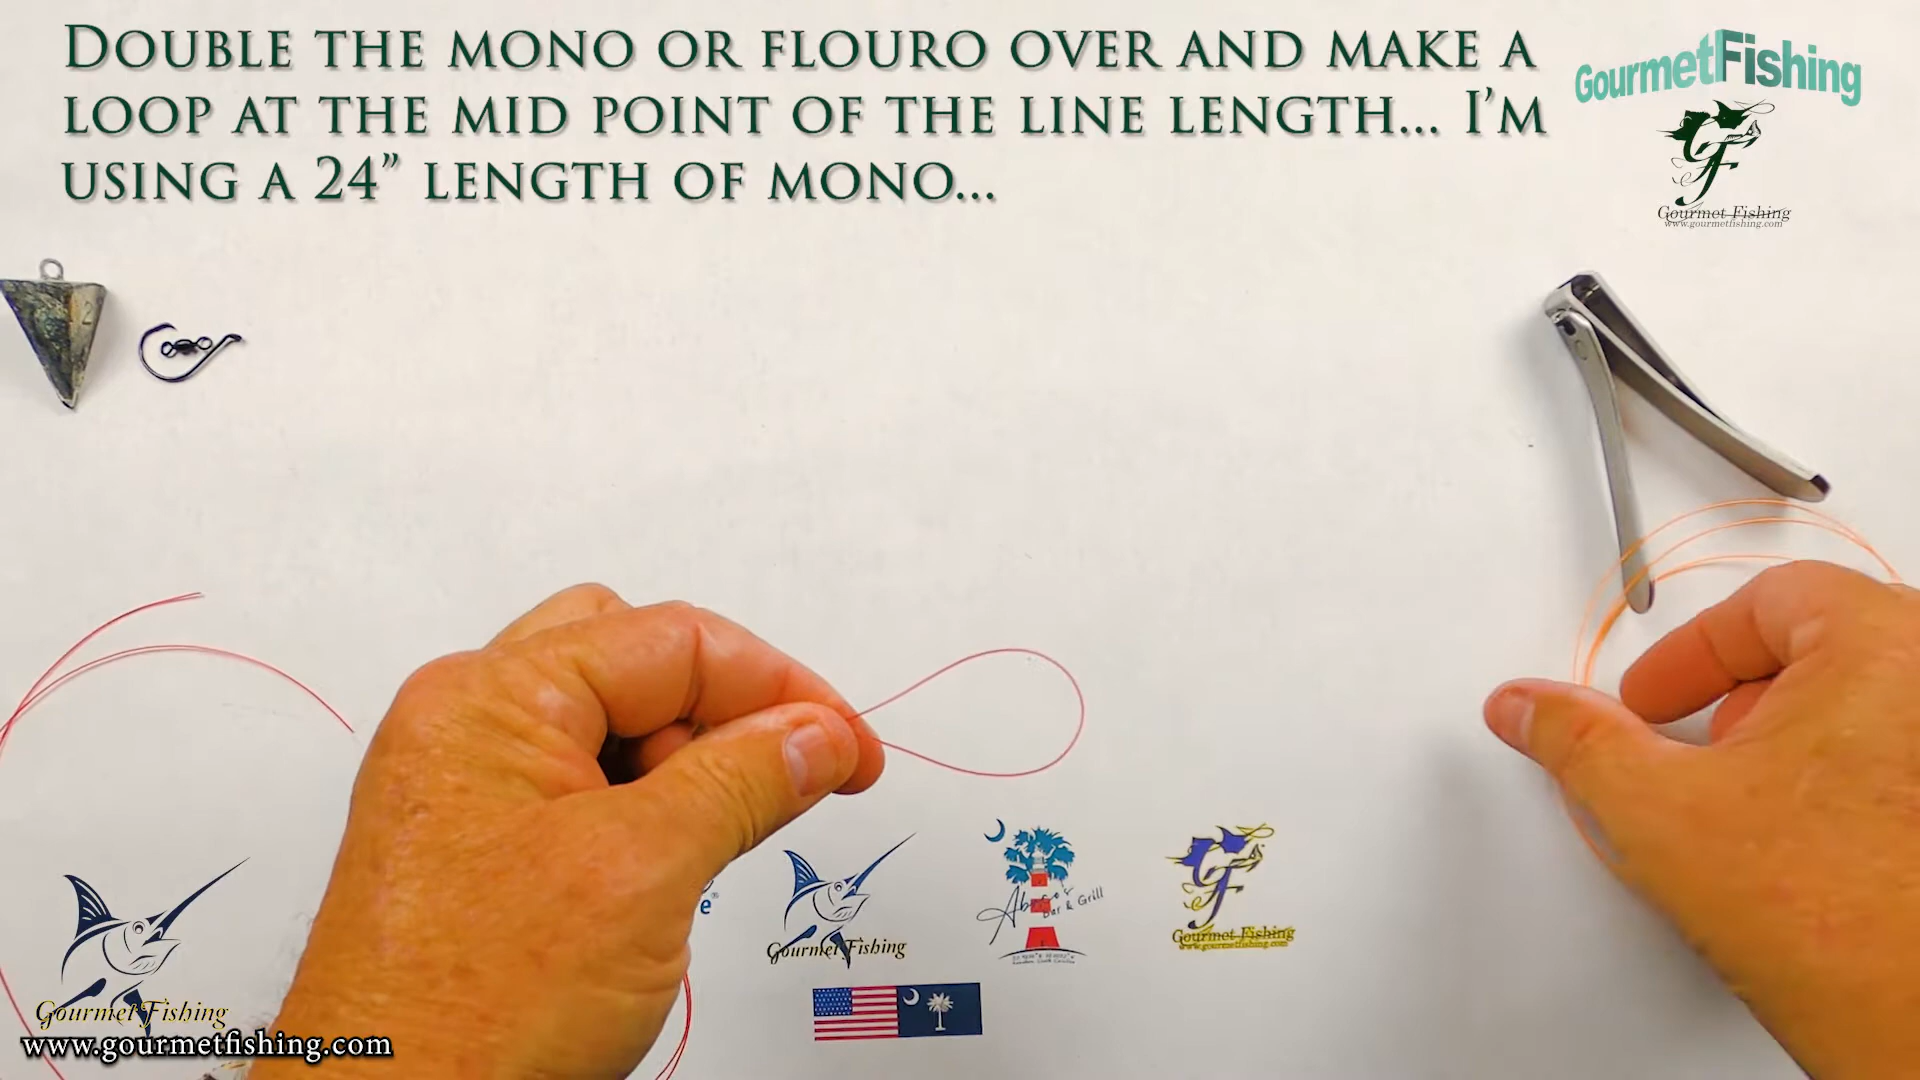 Double the mono or flouro over and make a
loop at the mid point of the line length... I'm
using a 24” length of mono...
GourmetFishing
GF
Gourmet Fishing
www.gourmetfishing.com
2
e®
Gourmet Fishing
Bar & Grill
GF
Gourmet Fishing
www.gourmetfishing.com
Gourmet Fishing
www.gourmetfishing.com